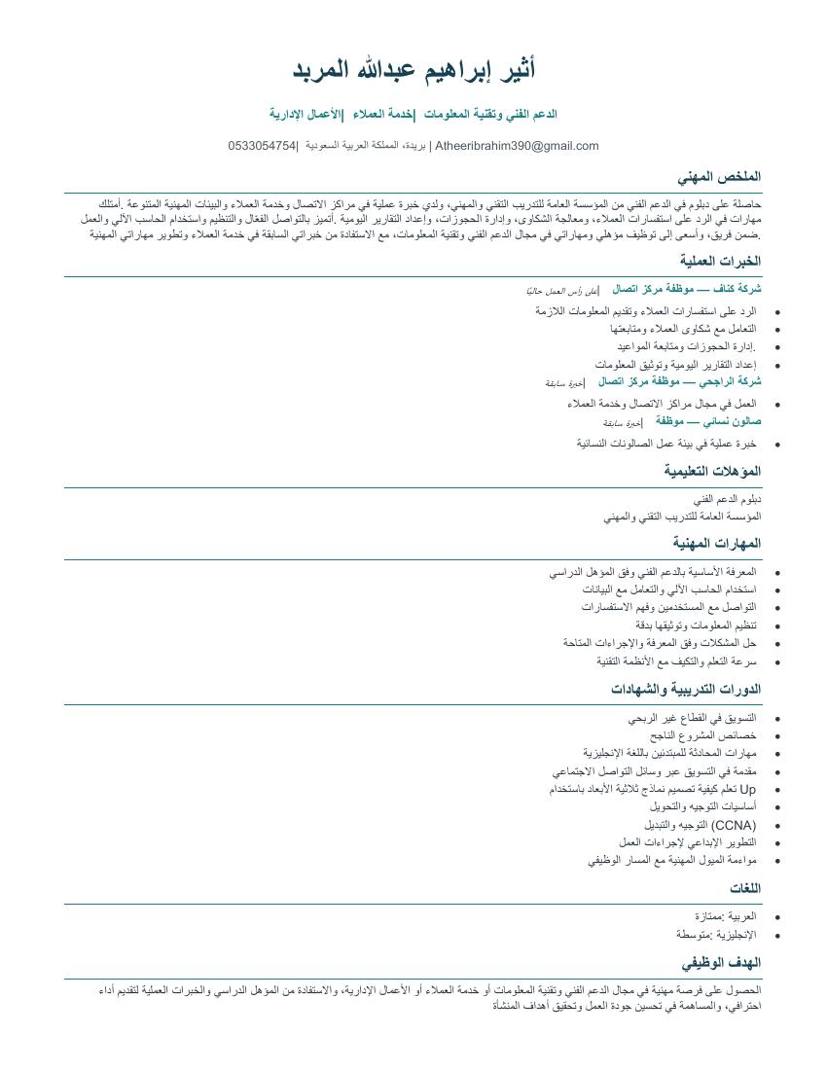 أثير إبراهيم عبدالله المربد
الدعم الفني وتقنية المعلومات | خدمة العملاء | الأعمال الإدارية
0533054754| بريدة، المملكة العربية السعودية | Atheeribrahim390@gmail.com
الملخص المهني
حاصلة على دبلوم في الدعم الفني من المؤسسة العامة للتدريب التقني والمهني، ولدي خبرة عملية في مراكز الاتصال وخدمة العملاء والبيئات المهنية المتنوعة .أمتلك
مهارات في الرد على استفسارات العملاء، ومعالجة الشكاوى، وإدارة الحجوزات، وإعداد التقارير اليومية .أتميز بالتواصل الفعّال والتنظيم واستخدام الحاسب الآلي والعمل
.ضمن فريق، وأسعى إلى توظيف مؤهلي ومهاراتي في مجال الدعم الفني وتقنية المعلومات، مع الاستفادة من خبراتي السابقة في خدمة العملاء وتطوير مهاراتي المهنية
الخبرات العملية
شركة كناف — موظفة مركز اتصال |على رأس العمل حاليًا
• الرد على استفسارات العملاء وتقديم المعلومات اللازمة
• التعامل مع شكاوى العملاء ومتابعتها
• .إدارة الحجوزات ومتابعة المواعيد
• إعداد التقارير اليومية وتوثيق المعلومات
شركة الراجحي — موظفة مركز اتصال |خبرة سابقة
• العمل في مجال مراكز الاتصال وخدمة العملاء
صالون نسائي — موظفة |خبرة سابقة
• خبرة عملية في بيئة عمل الصالونات النسائية
المؤهلات التعليمية
دبلوم الدعم الفني
المؤسسة العامة للتدريب التقني والمهني
المهارات المهنية
• المعرفة الأساسية بالدعم الفني وفق المؤهل الدراسي
• استخدام الحاسب الآلي والتعامل مع البيانات
• التواصل مع المستخدمين وفهم الاستفسارات
• تنظيم المعلومات وتوثيقها بدقة
• حل المشكلات وفق المعرفة والإجراءات المتاحة
• سرعة التعلم والتكيف مع الأنظمة التقنية
الدورات التدريبية والشهادات
• التسويق في القطاع غير الربحي
• خصائص المشروع الناجح
• مهارات المحادثة للمبتدئين باللغة الإنجليزية
• مقدمة في التسويق عبر وسائل التواصل الاجتماعي
• Up تعلم كيفية تصميم نماذج ثلاثية الأبعاد باستخدام
• أساسيات التوجيه والتحويل
• (CCNA) التوجيه والتبديل
• التطوير الإبداعي لإجراءات العمل
• مواءمة الميول المهنية مع المسار الوظيفي
اللغات
• العربية :ممتازة
• الإنجليزية :متوسطة
الهدف الوظيفي
الحصول على فرصة مهنية في مجال الدعم الفني وتقنية المعلومات أو خدمة العملاء أو الأعمال الإدارية، والاستفادة من المؤهل الدراسي والخبرات العملية لتقديم أداء
احترافي، والمساهمة في تحسين جودة العمل وتحقيق أهداف المنشأة